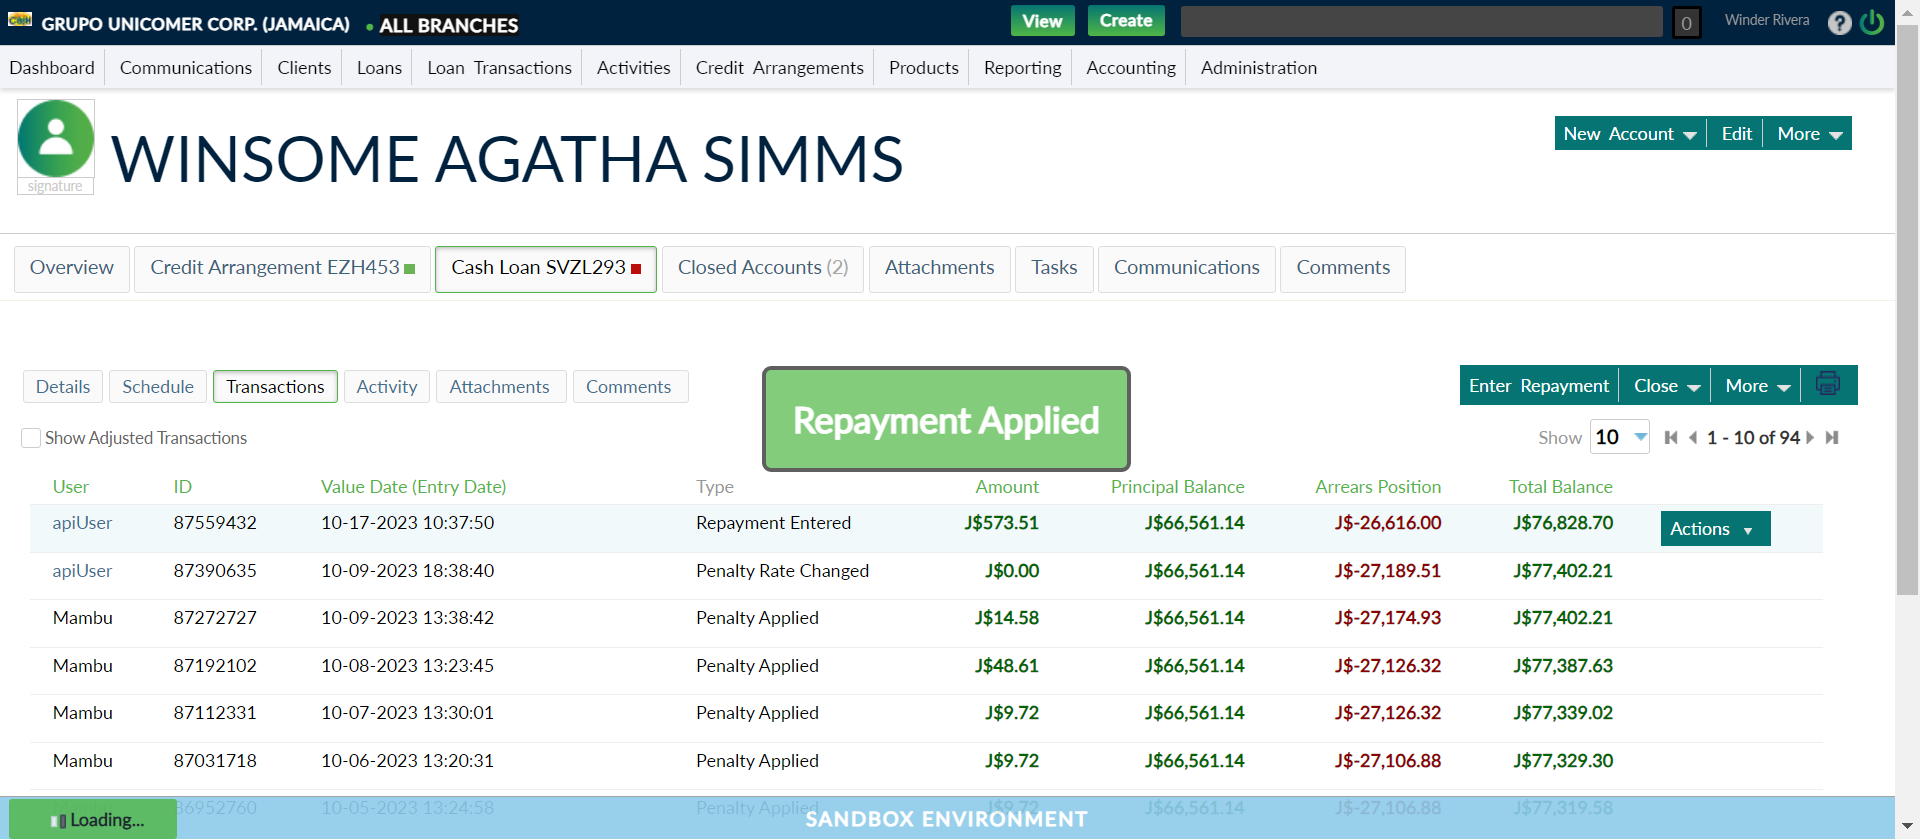 GRUPO UNICOMER CORP. (JAMAICA) • ALL BRANCHES View Create 0 Winder Rivera ?
Dashboard Communications Clients Loans Loan Transactions Activities Credit Arrangements Products Reporting Accounting Administration
WINSOME AGATHA SIMMS
signature
New Account Edit More
Overview Credit Arrangement EZH453 Cash Loan SVZL293 Closed Accounts (2) Attachments Tasks Communications Comments
Details Schedule Transactions Activity Attachments Comments
Repayment Applied
Enter Repayment Close More
Show Adjusted Transactions
Show 10 1 - 10 of 94
User ID Value Date (Entry Date) Type Amount Principal Balance Arrears Position Total Balance
apiUser 87559432 10-17-2023 10:37:50 Repayment Entered J$573.51 J$66,561.14 J$-26,616.00 J$76,828.70 Actions
apiUser 87390635 10-09-2023 18:38:40 Penalty Rate Changed J$0.00 J$66,561.14 J$-27,189.51 J$77,402.21
Mambu 87272727 10-09-2023 13:38:42 Penalty Applied J$14.58 J$66,561.14 J$-27,174.93 J$77,402.21
Mambu 87192102 10-08-2023 13:23:45 Penalty Applied J$48.61 J$66,561.14 J$-27,126.32 J$77,387.63
Mambu 87112331 10-07-2023 13:30:01 Penalty Applied J$9.72 J$66,561.14 J$-27,126.32 J$77,339.02
Mambu 87031718 10-06-2023 13:20:31 Penalty Applied J$9.72 J$66,561.14 J$-27,106.88 J$77,329.30
Mambu 86952760 10-05-2023 13:24:58 Penalty Applied J$9.72 J$66,561.14 J$-27,106.88 J$77,319.58
Loading...
SANDBOX ENVIRONMENT